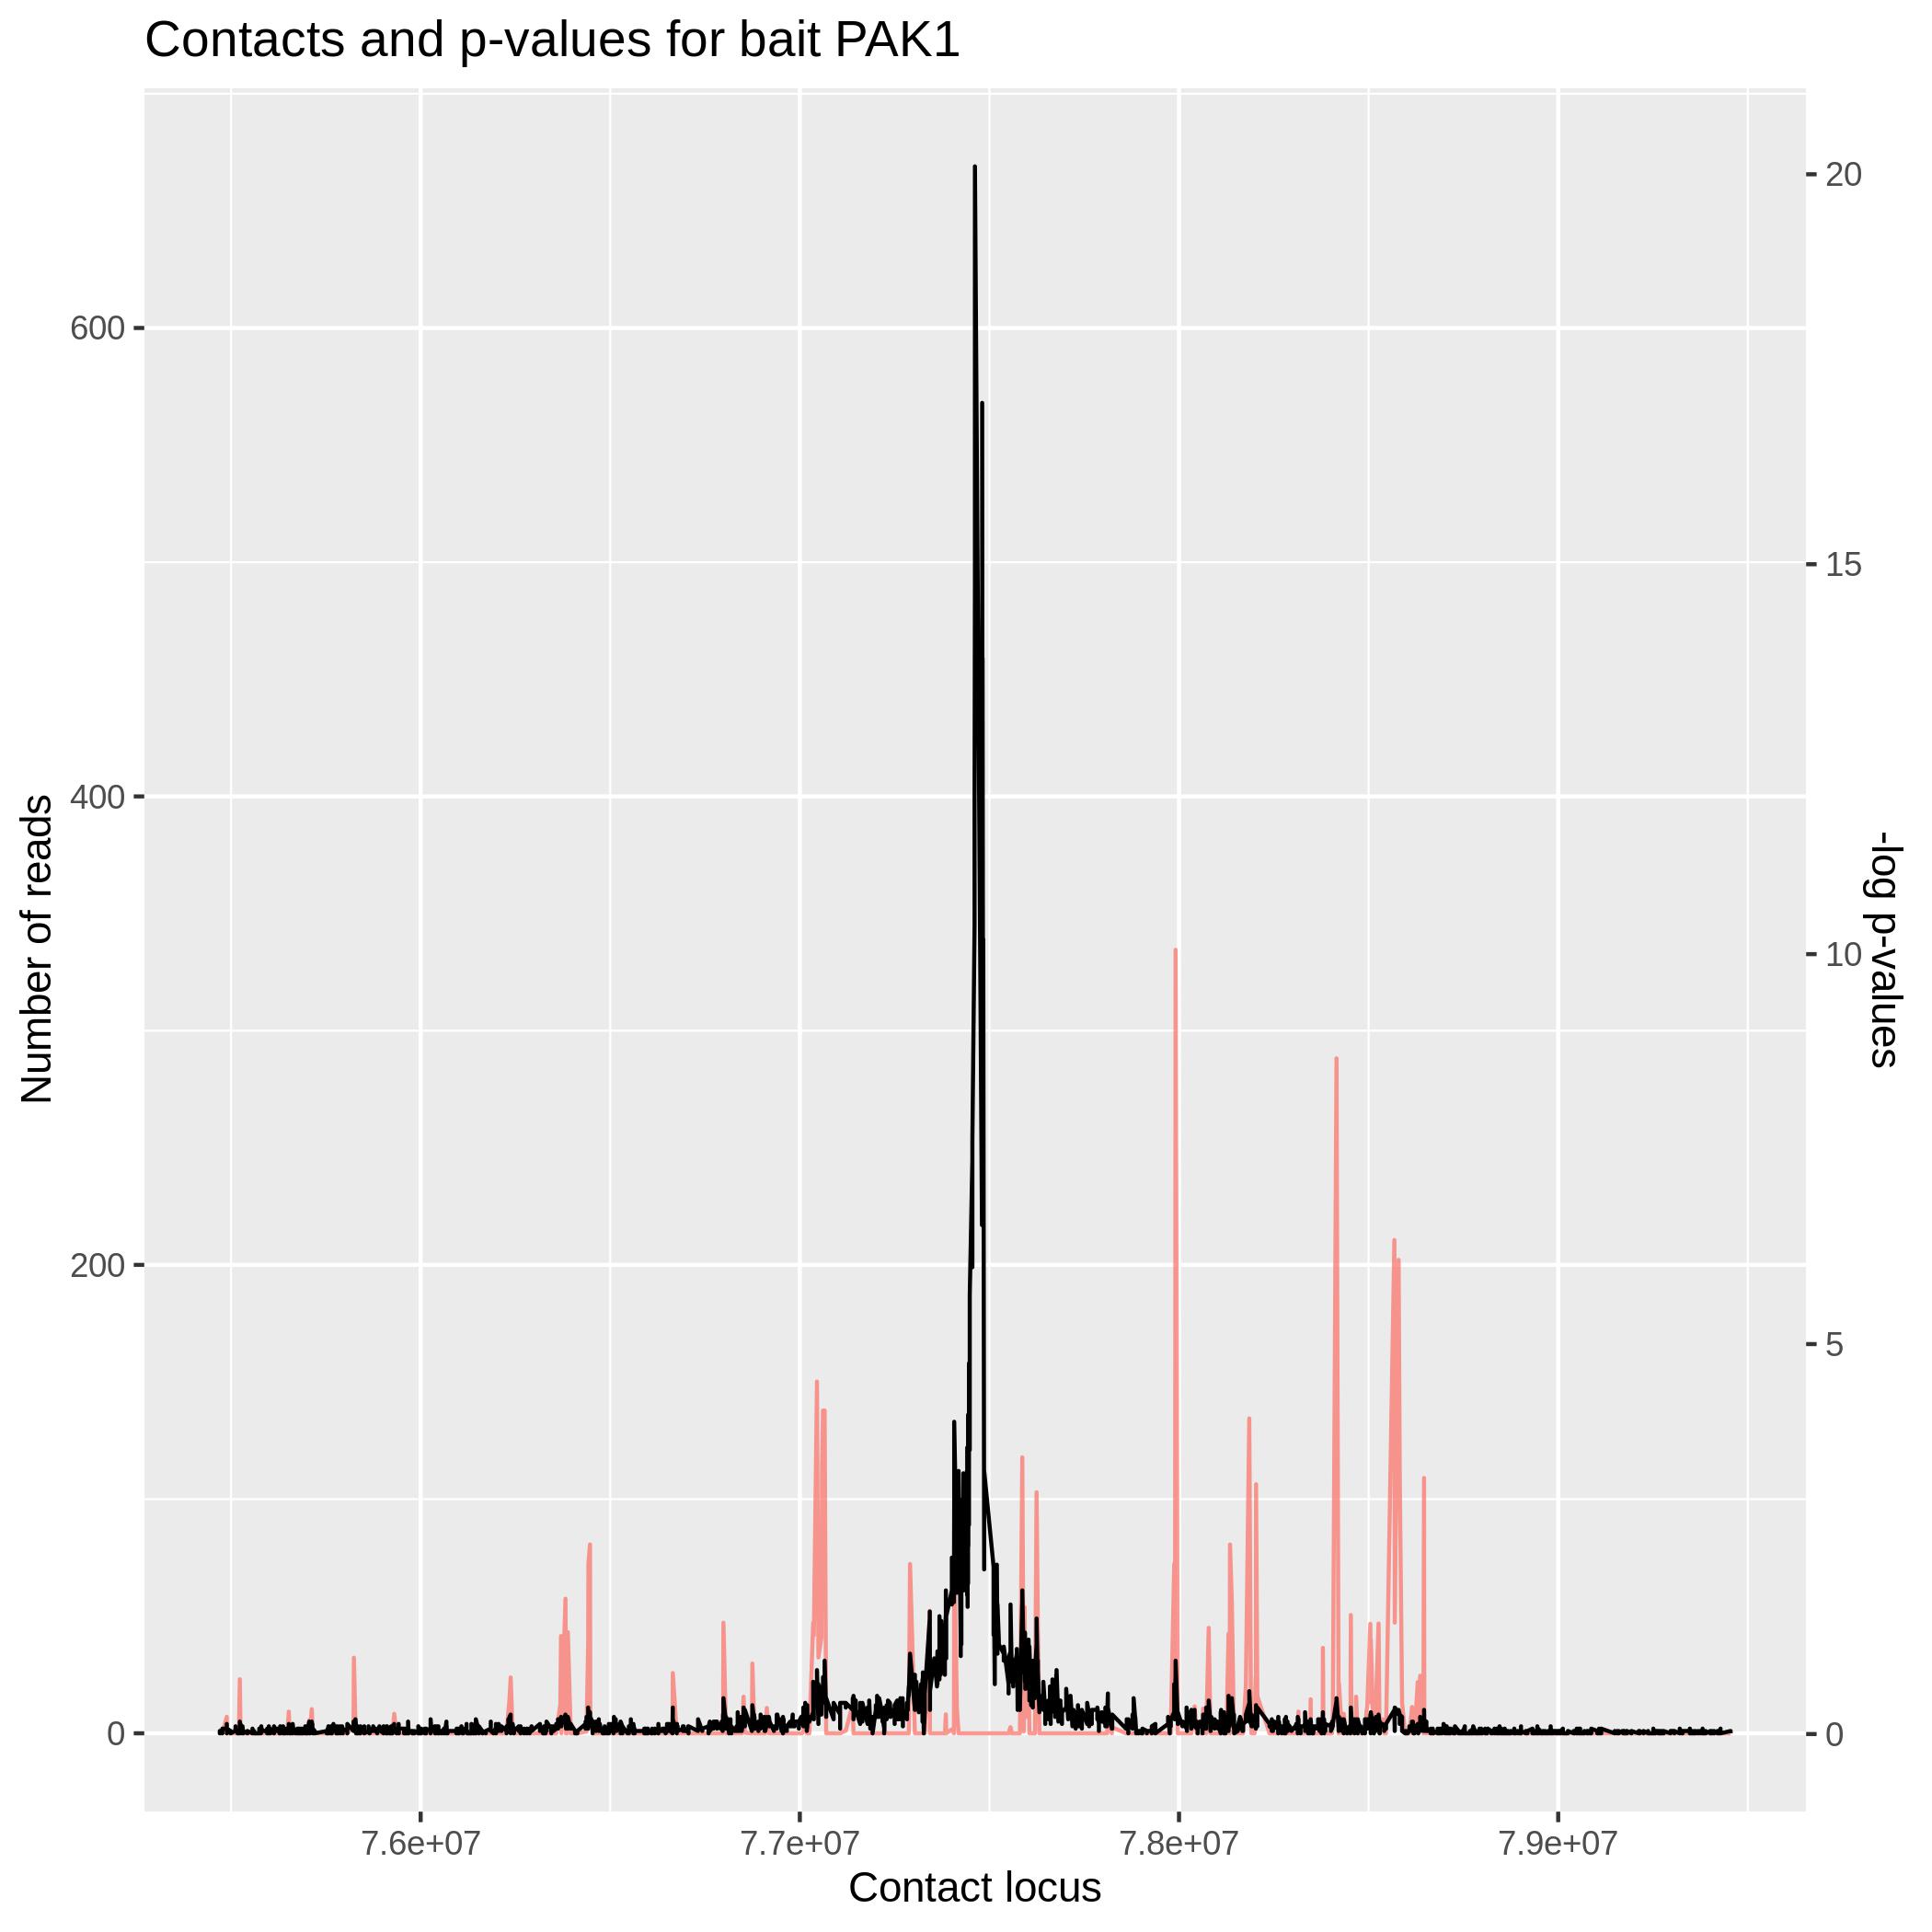 Contacts and p-values for bait PAK1
Number of reads
600
400
200
0
20
15
10
5
0
-log p-values
7.6e+07
7.7e+07
7.8e+07
7.9e+07
Contact locus